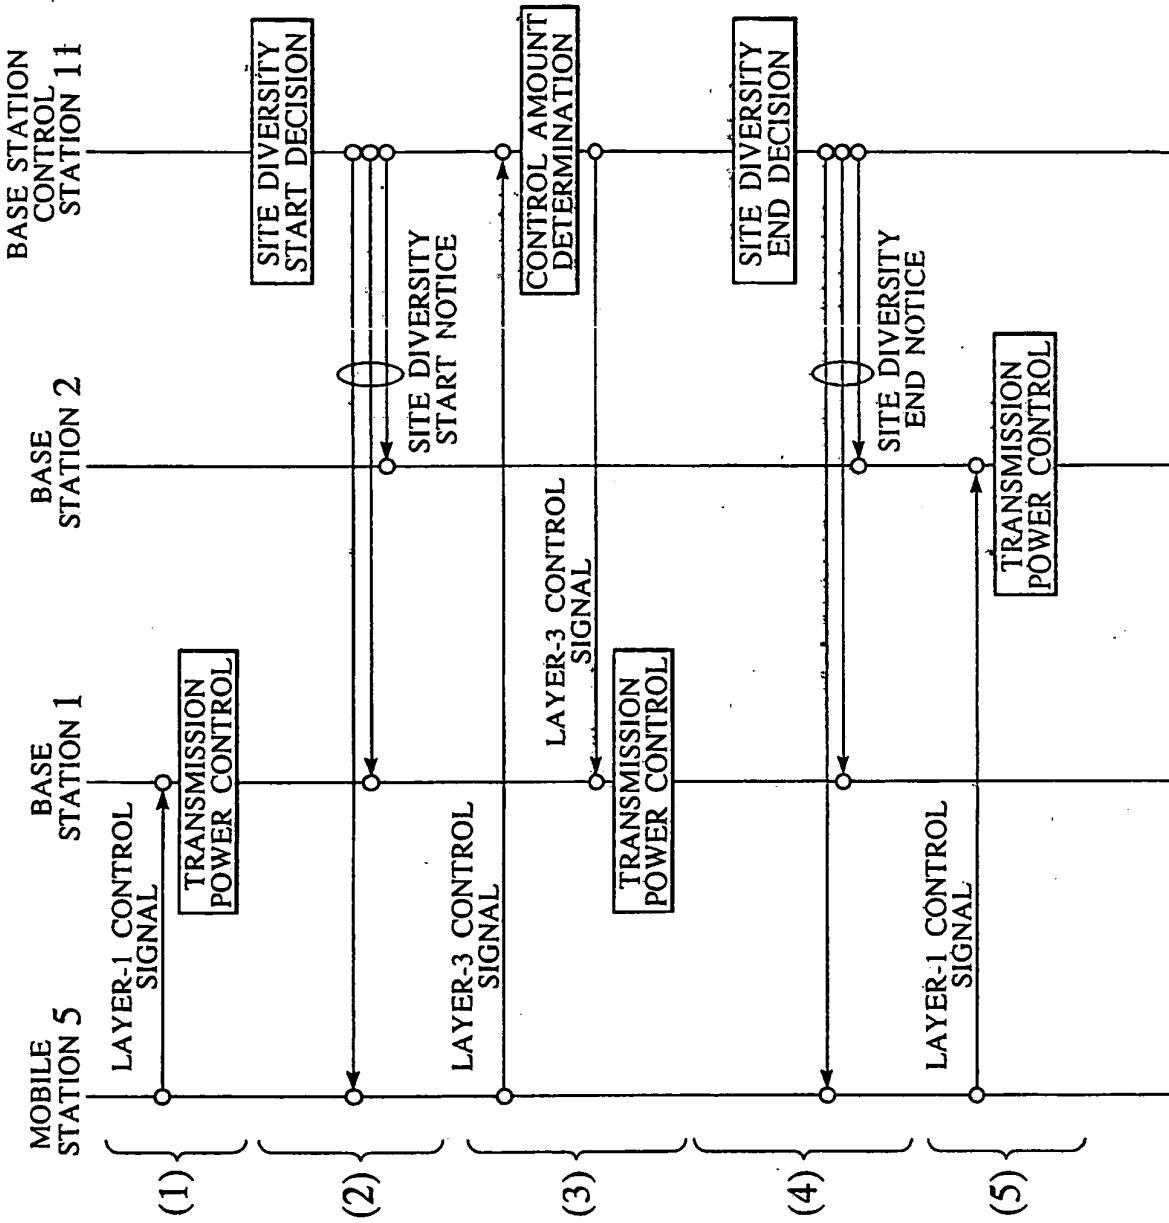 MOBILE
STATION 5
BASE
STATION 1
BASE
STATION 2
BASE STATION
CONTROL
STATION 11
(1)
LAYER-1 CONTROL
SIGNAL
TRANSMISSION
POWER CONTROL
(2)
SITE DIVERSITY
START DECISION
SITE DIVERSITY
START NOTICE
(3)
LAYER-3 CONTROL
SIGNAL
CONTROL AMOUNT
DETERMINATION
LAYER-3 CONTROL
SIGNAL
TRANSMISSION
POWER CONTROL
(4)
SITE DIVERSITY
END DECISION
SITE DIVERSITY
END NOTICE
(5)
LAYER-1 CONTROL
SIGNAL
TRANSMISSION
POWER CONTROL